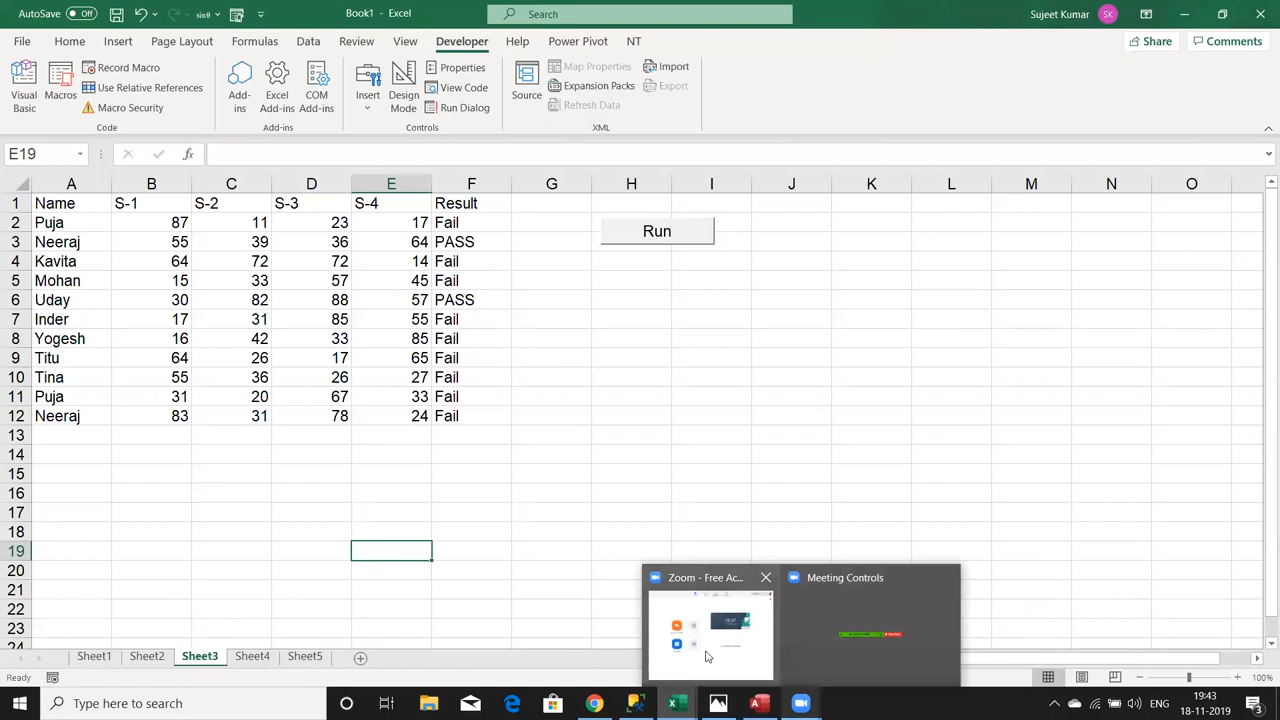 AutoSave Off Book1 - Excel Search Sujeet Kumar SK
File Home Insert Page Layout Formulas Data Review View Developer Help Power Pivot NT Share Comments
Visual Basic
Macros
Record Macro
Use Relative References
Macro Security
Code
Add-ins
Excel Add-ins
COM Add-ins
Add-ins
Insert
Design Mode
Properties
View Code
Run Dialog
Controls
Source
Map Properties
Expansion Packs
Refresh Data
Import
Export
XML
E19 fx
A B C D E F G H I J K L M N O
1 Name S-1 S-2 S-3 S-4 Result
2 Puja 87 11 23 17 Fail
Run
3 Neeraj 55 39 36 64 PASS
4 Kavita 64 72 72 14 Fail
5 Mohan 15 33 57 45 Fail
6 Uday 30 82 88 57 PASS
7 Inder 17 31 85 55 Fail
8 Yogesh 16 42 33 85 Fail
9 Titu 64 26 17 65 Fail
10 Tina 55 36 26 27 Fail
11 Puja 31 20 67 33 Fail
12 Neeraj 83 31 78 24 Fail
13
14
15
16
17
18
19
20
21
22
23
24
Zoom - Free Ac... Meeting Controls
Sheet1 Sheet2 Sheet3 Sheet4 Sheet5
Ready 100%
Type here to search
ENG
19:43
18-11-2019
3